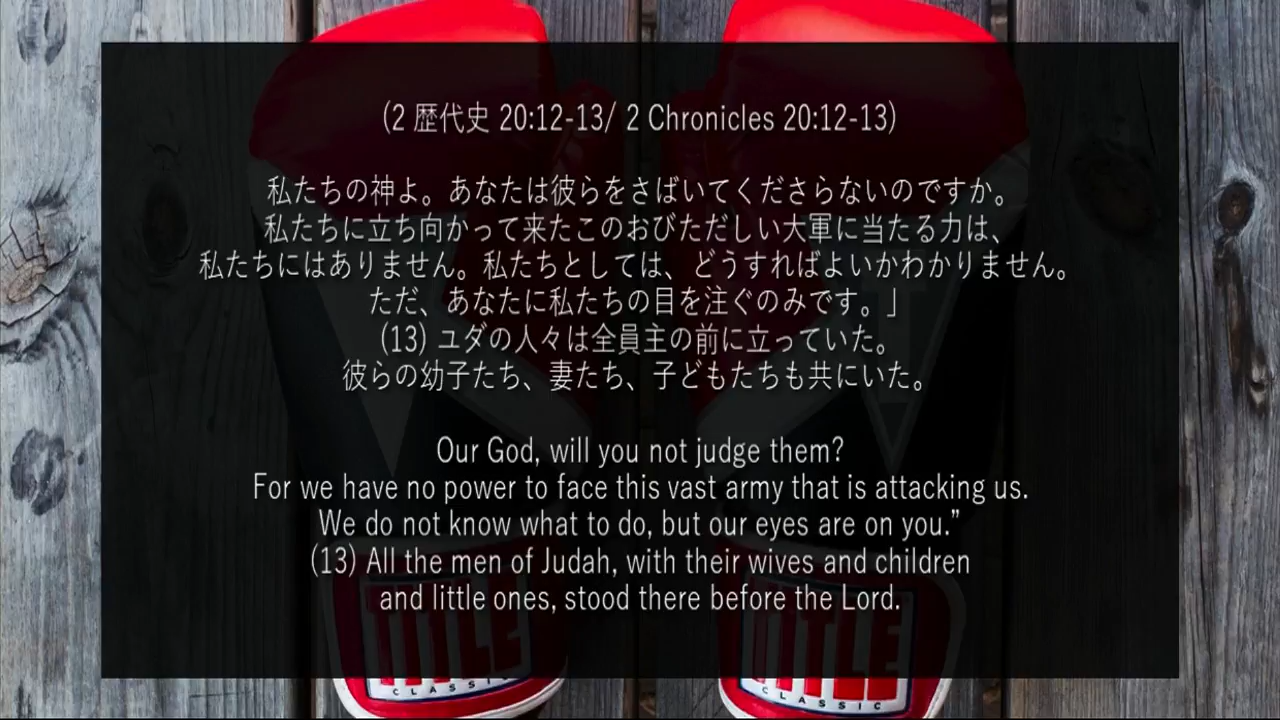 (2 歴代史 20:12-13/ 2 Chronicles 20:12-13)
私たちの神よ。あなたは彼らをさばいてくださらないのですか。
私たちに立ち向かって来たこのおびただしい大軍に当たる力は、
私たちにはありません。私たちとしては、どうすればよいかわかりません。
ただ、あなたに私たちの目を注ぐのみです。」
(13) ユダの人々は全員主の前に立っていた。
彼らの幼子たち、妻たち、子どもたちも共にいた。
Our God, will you not judge them?
For we have no power to face this vast army that is attacking us.
We do not know what to do, but our eyes are on you.”
(13) All the men of Judah, with their wives and children
and little ones, stood there before the Lord.
TITLE TITLE
CLASSIC CLASSIC